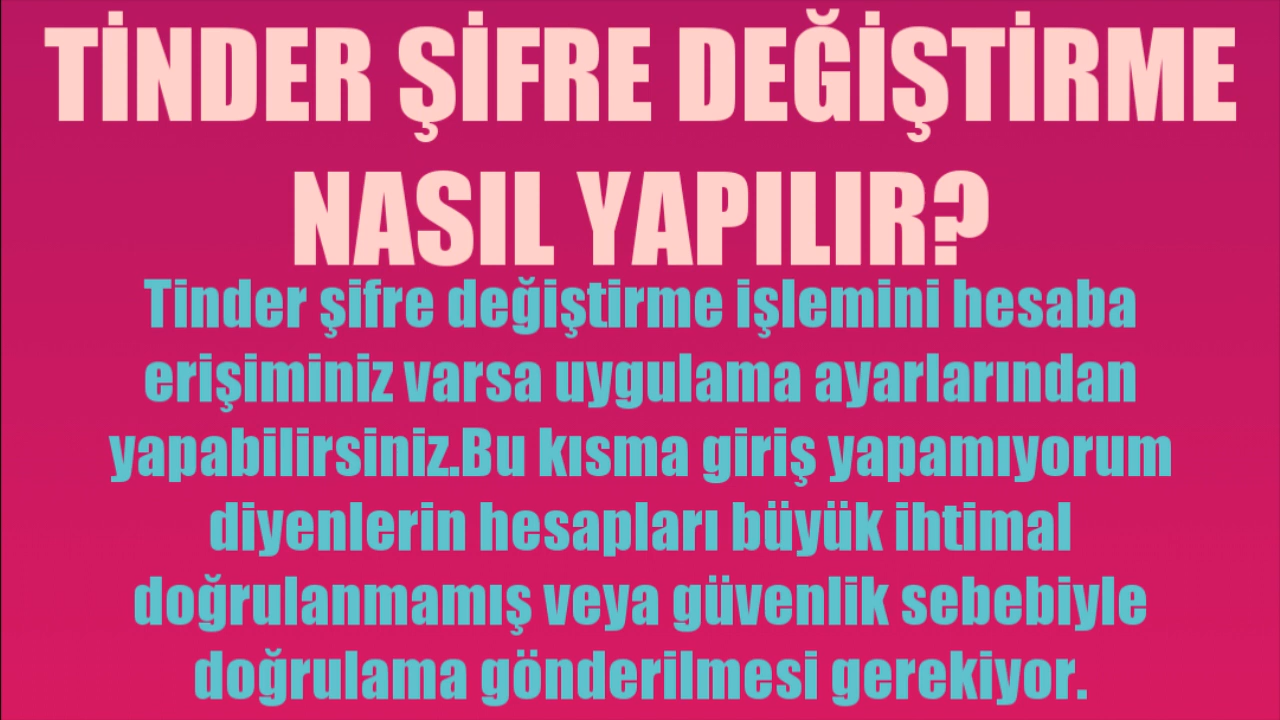 TİNDER ŞİFRE DEĞİŞTİRME
NASIL YAPILIR?
Tinder şifre değiştirme işlemini hesaba
erişiminiz varsa uygulama ayarlarından
yapabilirsiniz.Bu kısma giriş yapamıyorum
diyenlerin hesapları büyük ihtimal
doğrulanmamış veya güvenlik sebebiyle
doğrulama gönderilmesi gerekiyor.